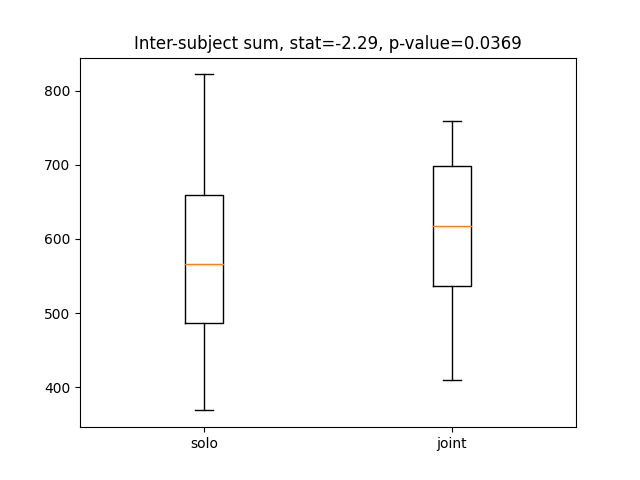 Inter-subject sum, stat=-2.29, p-value=0.0369
800
700
600
500
400
solo
joint